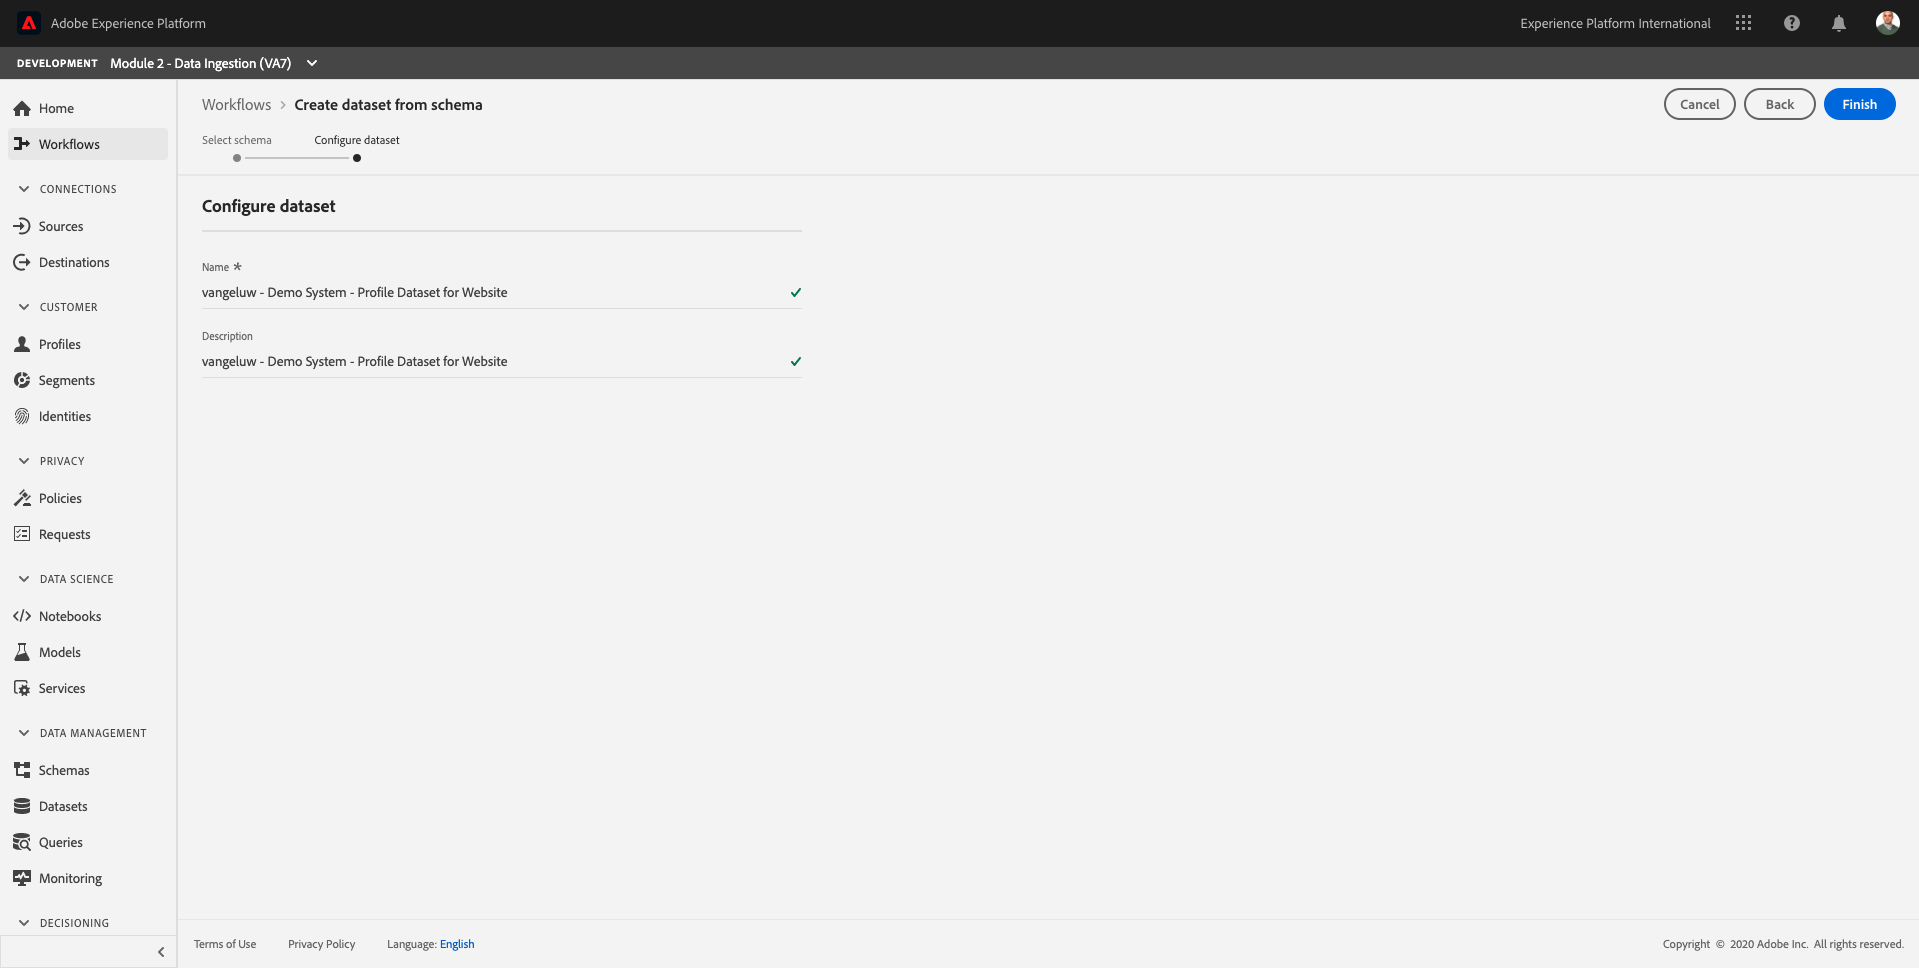 Adobe Experience Platform
Experience Platform International
DEVELOPMENT Module 2 - Data Ingestion (VA7)
Home
Workflows
CONNECTIONS
Sources
Destinations
CUSTOMER
Profiles
Segments
Identities
PRIVACY
Policies
Requests
DATA SCIENCE
Notebooks
Models
Services
DATA MANAGEMENT
Schemas
Datasets
Queries
Monitoring
DECISIONING
Workflows > Create dataset from schema
Cancel Back Finish
Select schema Configure dataset
Configure dataset
Name *
vangeluw - Demo System - Profile Dataset for Website
Description
vangeluw - Demo System - Profile Dataset for Website
Terms of Use Privacy Policy Language: English
Copyright © 2020 Adobe Inc. All rights reserved.